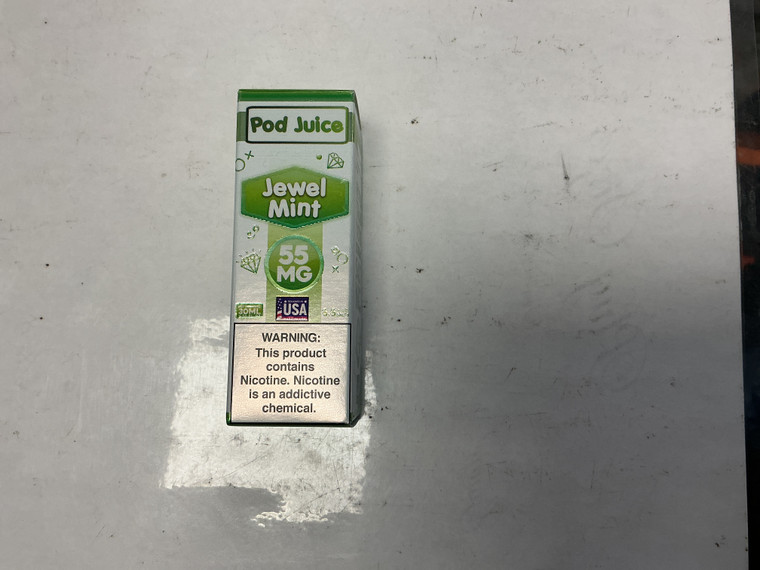 Pod Juice
Jewel
Mint
55
MG
30ML
USA
WARNING:
This product
contains
Nicotine. Nicotine
is an addictive
chemical.